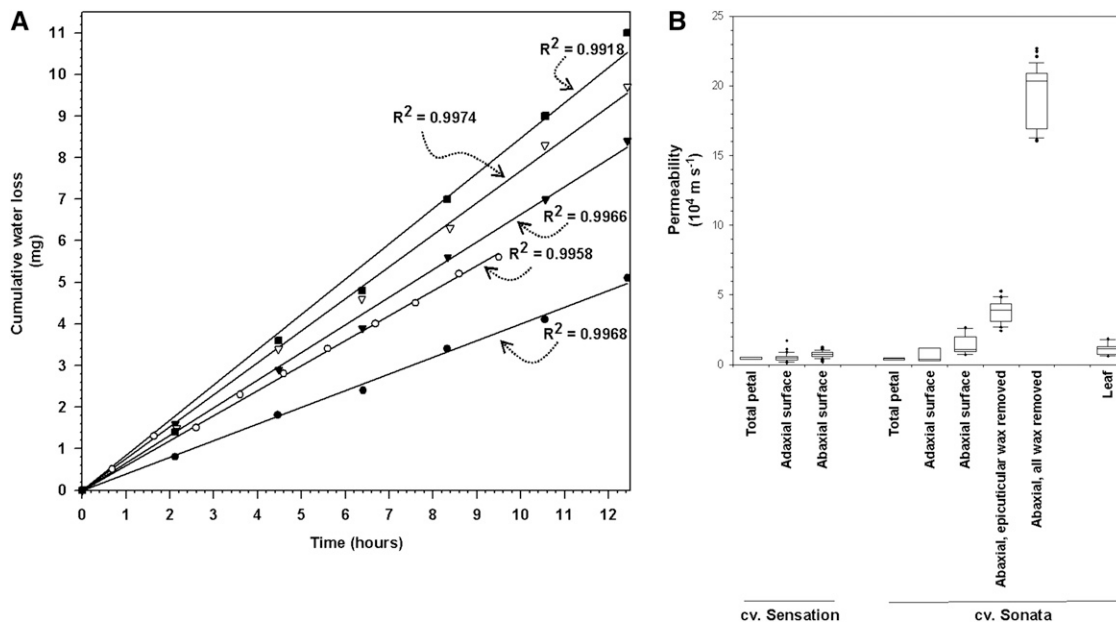 A
Cumulative water loss
(mg)
11
10
9
8
7
6
5
4
3
2
1
0
R² = 0.9918
R² = 0.9974
R² = 0.9966
R² = 0.9958
R² = 0.9968
0 1 2 3 4 5 6 7 8 9 10 11 12
Time (hours)
B
Permeability
(10⁴ m s⁻¹)
25
20
15
10
5
0
Total petal
Adaxial surface
Abaxial surface
Total petal
Adaxial surface
Abaxial surface
Abaxial, epicuticular wax removed
Abaxial, all wax removed
Leaf
cv. Sensation
cv. Sonata